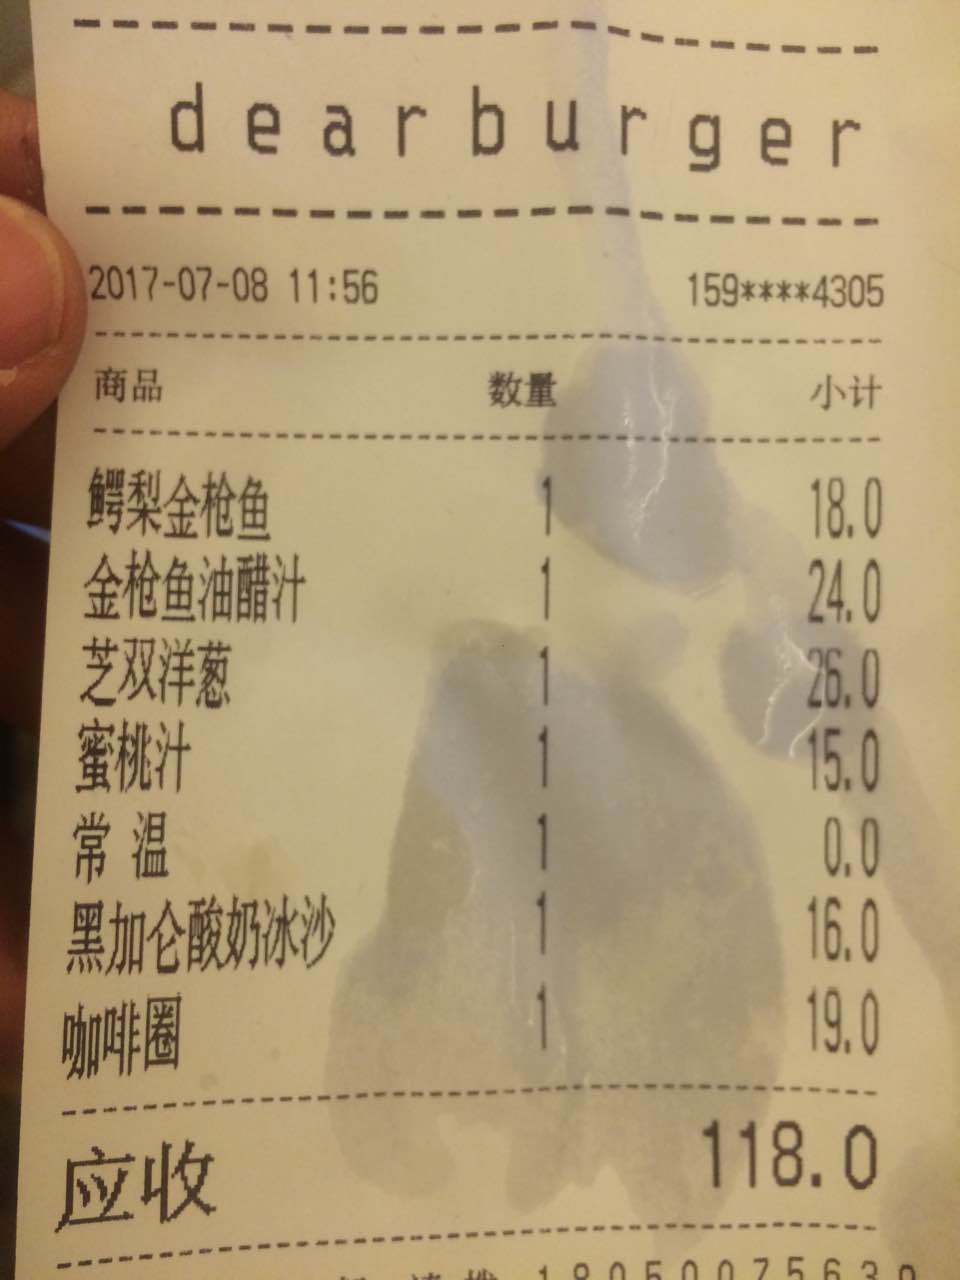 dearburger
2017-07-08 11:56 159****4305
商品 数量 小计
鳄梨金枪鱼 1 18.0
金枪鱼油醋汁 1 24.0
芝双洋葱 1 26.0
蜜桃汁 1 15.0
常 温 1 0.0
黑加仑酸奶冰沙 1 16.0
咖啡圈 1 19.0
应收 118.0